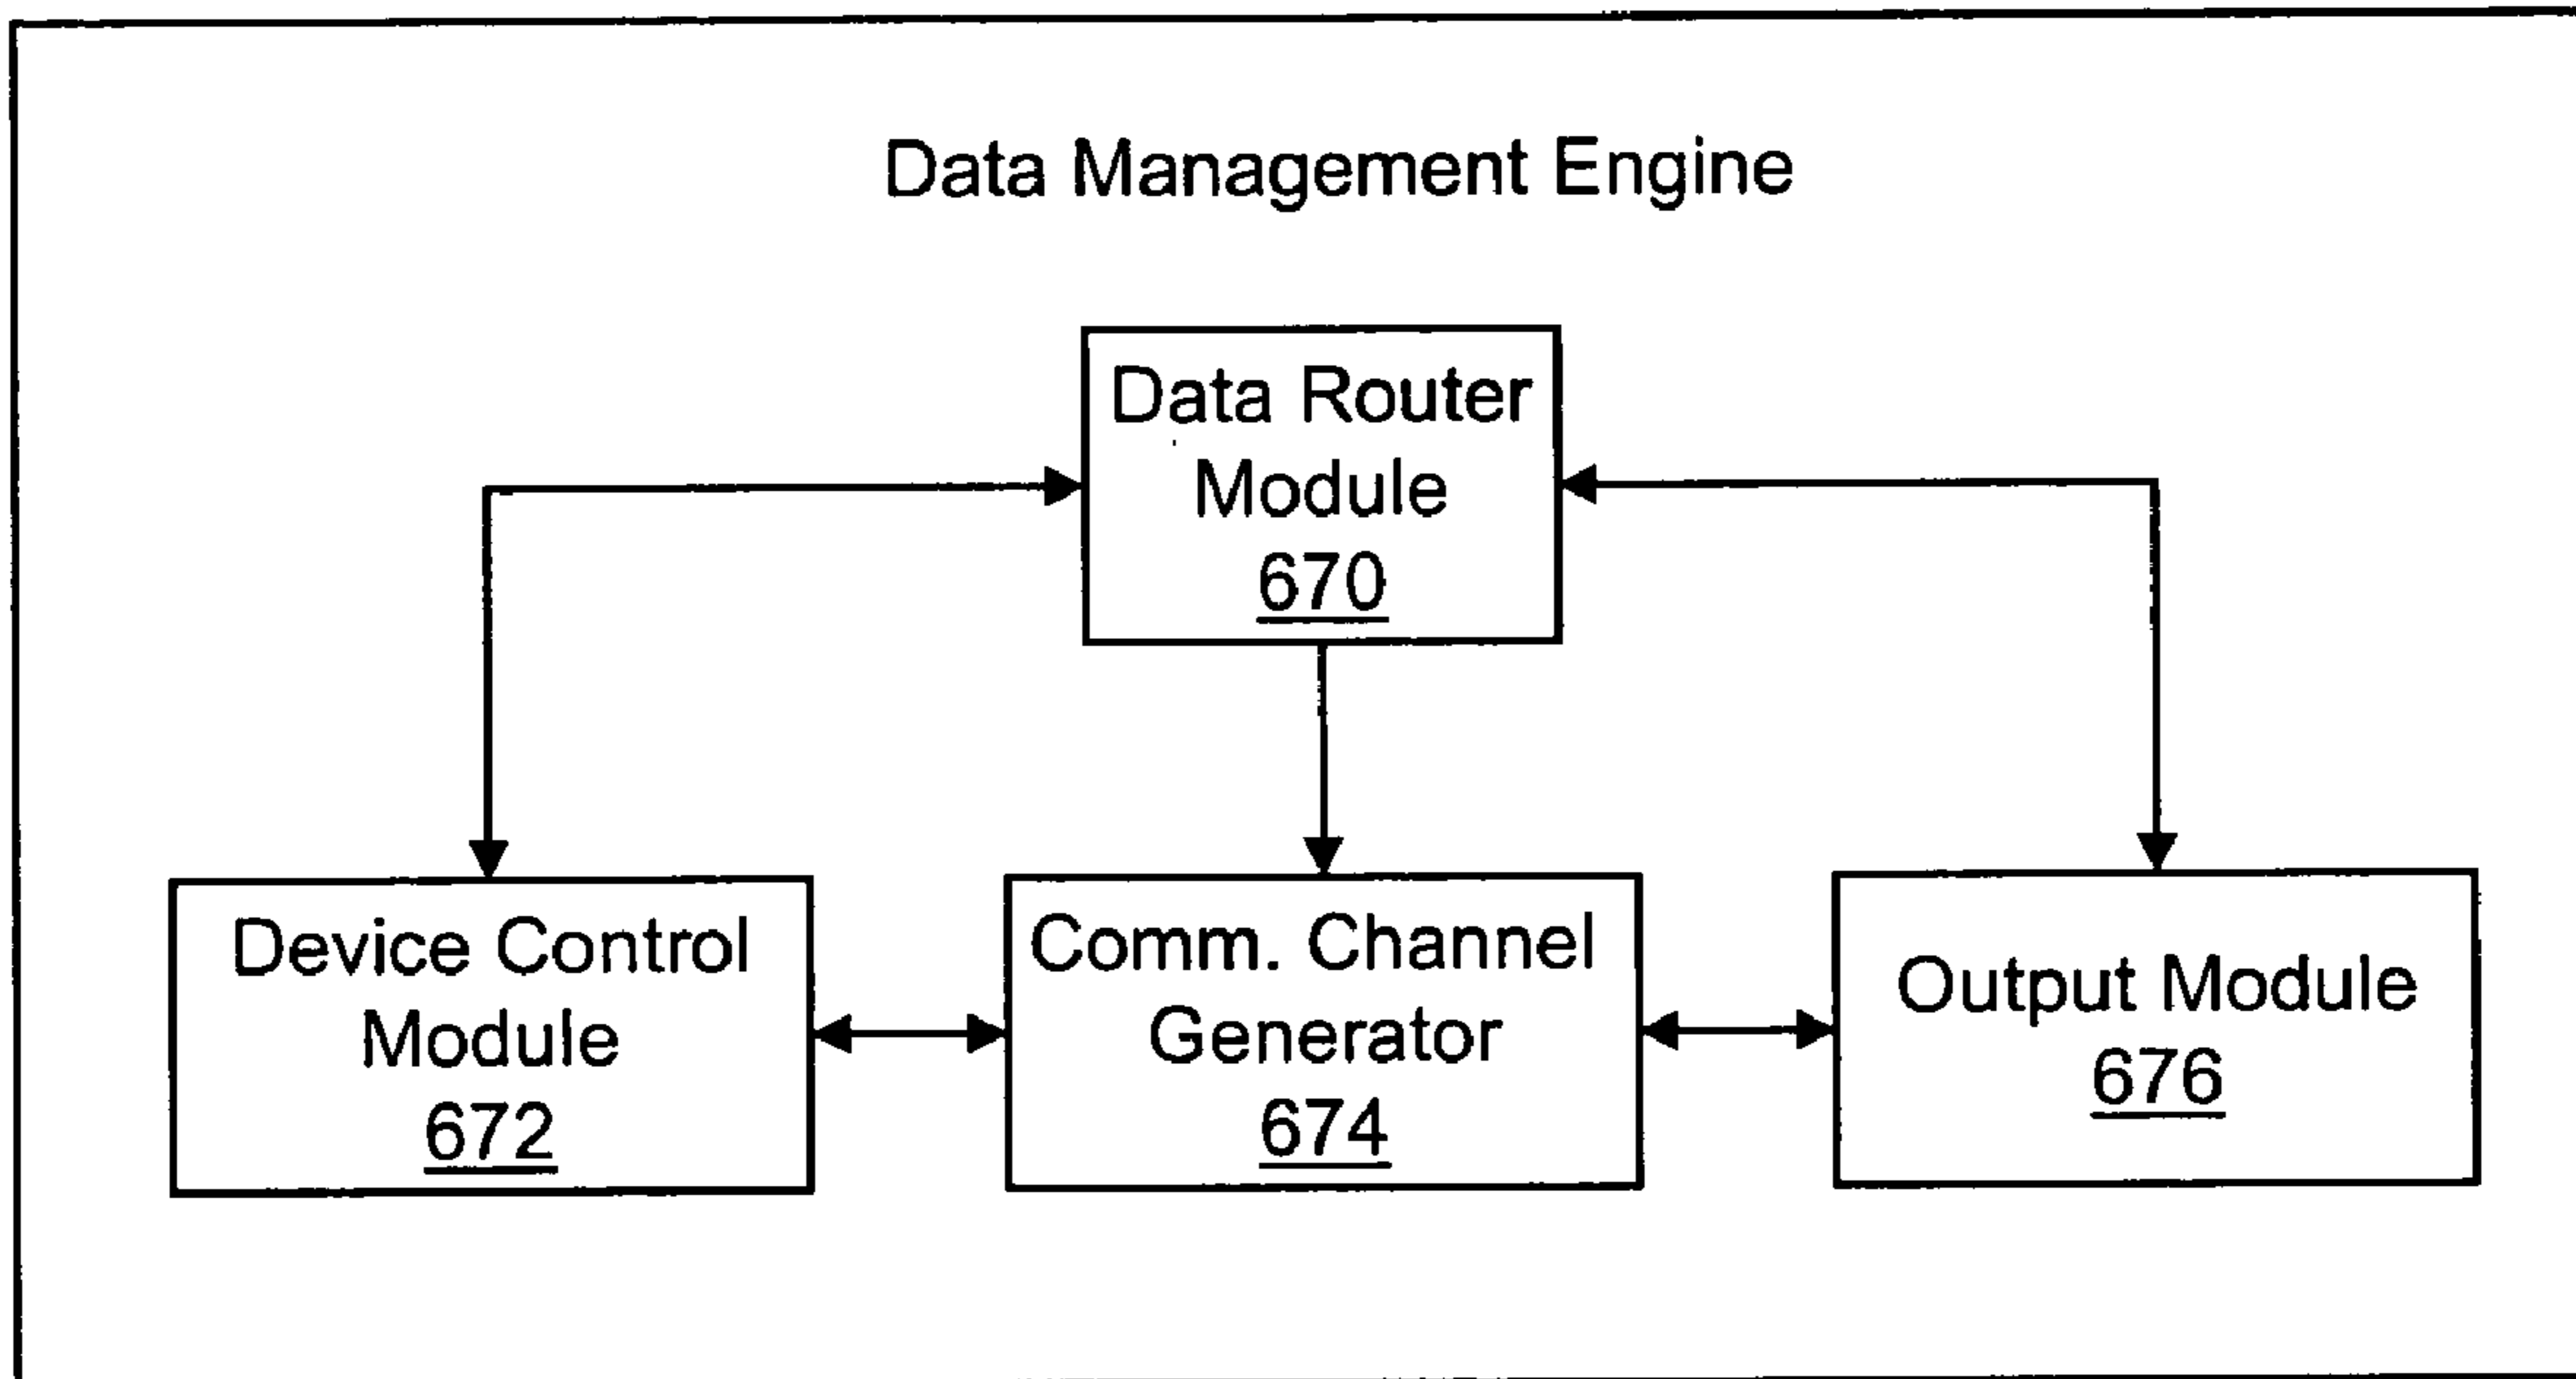 Data Management Engine
Data Router
Module
670
Device Control
Module
672
Comm. Channel
Generator
674
Output Module
676